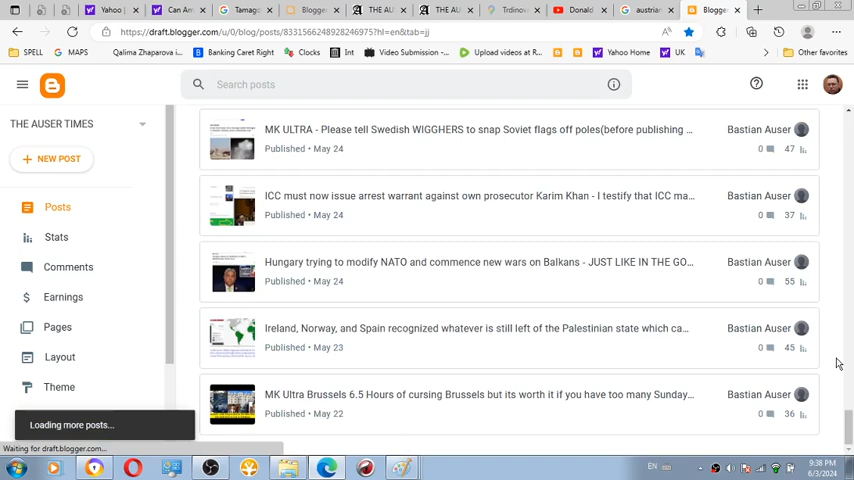 Yahoo
Can Am
Tamago
Blogger
THE AU
THE AU
Trdinov
Donald
austrian
Blogge
https://draft.blogger.com/u/0/blog/posts/8331566248928246975?hl=en&tab=jj
SPELL
MAPS
Qalima Zhaparova i...
Banking Caret Right
Clocks
Int
Video Submission -...
Upload videos at R...
Yahoo Home
UK
Other favorites
Search posts
THE AUSER TIMES
NEW POST
Posts
Stats
Comments
Earnings
Pages
Layout
Theme
MK ULTRA - Please tell Swedish WIGGHERS to snap Soviet flags off poles(before publishing ...
Bastian Auser
Published • May 24
0
47
ICC must now issue arrest warrant against own prosecutor Karim Khan - I testify that ICC ma...
Bastian Auser
Published • May 24
0
37
Hungary trying to modify NATO and commence new wars on Balkans - JUST LIKE IN THE GO...
Bastian Auser
Published • May 24
0
55
Ireland, Norway, and Spain recognized whatever is still left of the Palestinian state which ca...
Bastian Auser
Published • May 23
0
45
MK Ultra Brussels 6.5 Hours of cursing Brussels but its worth it if you have too many Sunday...
Bastian Auser
Published • May 22
0
36
Loading more posts...
Waiting for draft.blogger.com...
EN
9:38 PM
6/3/2024